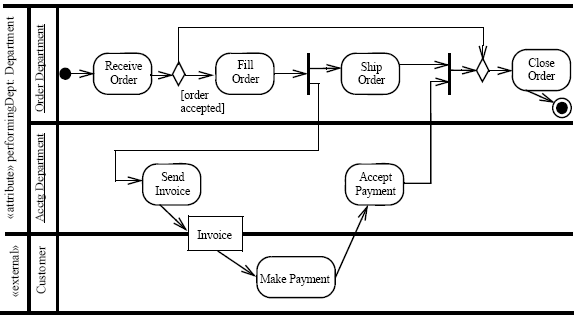 «attribute» performingDept: Department
Order Department
Receive
Order
[order
accepted]
Fill
Order
Ship
Order
Close
Order
Acctg Department
Send
Invoice
Accept
Payment
Invoice
«external»
Customer
Make Payment